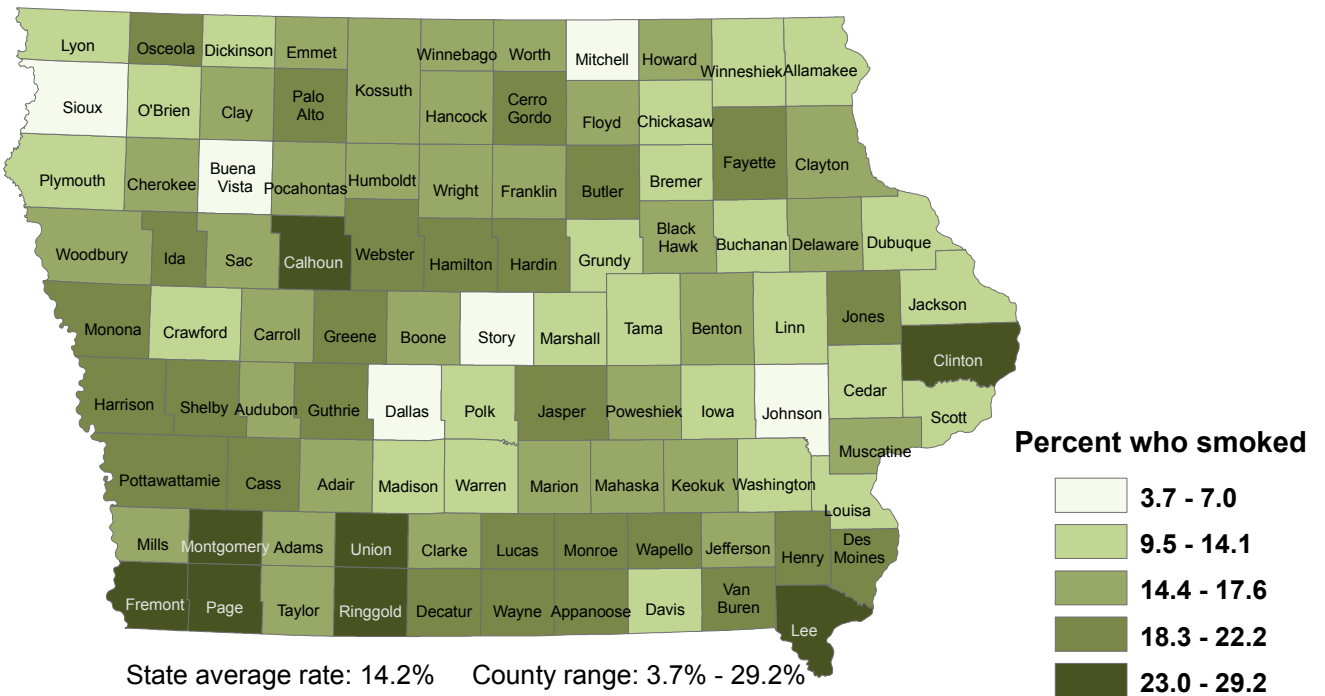 Lyon
Osceola
Dickinson
Emmet
Winnebago
Worth
Mitchell
Howard
Winneshiek
Allamakee
Kossuth
Sioux
O'Brien
Clay
Palo
Alto
Hancock
Cerro
Gordo
Floyd
Chickasaw
Plymouth
Cherokee
Buena
Vista
Pocahontas
Humboldt
Wright
Franklin
Butler
Bremer
Fayette
Clayton
Woodbury
Ida
Sac
Calhoun
Webster
Hamilton
Hardin
Grundy
Black
Hawk
Buchanan
Delaware
Dubuque
Monona
Crawford
Carroll
Greene
Boone
Story
Marshall
Tama
Benton
Linn
Jones
Jackson
Clinton
Harrison
Shelby
Audubon
Guthrie
Dallas
Polk
Jasper
Poweshiek
Iowa
Johnson
Cedar
Scott
Muscatine
Pottawattamie
Cass
Adair
Madison
Warren
Marion
Mahaska
Keokuk
Washington
Louisa
Mills
Montgomery
Adams
Union
Clarke
Lucas
Monroe
Wapello
Jefferson
Henry
Des
Moines
Fremont
Page
Taylor
Ringgold
Decatur
Wayne
Appanoose
Davis
Van
Buren
Lee
State average rate: 14.2% County range: 3.7% - 29.2%
Percent who smoked
3.7 - 7.0
9.5 - 14.1
14.4 - 17.6
18.3 - 22.2
23.0 - 29.2